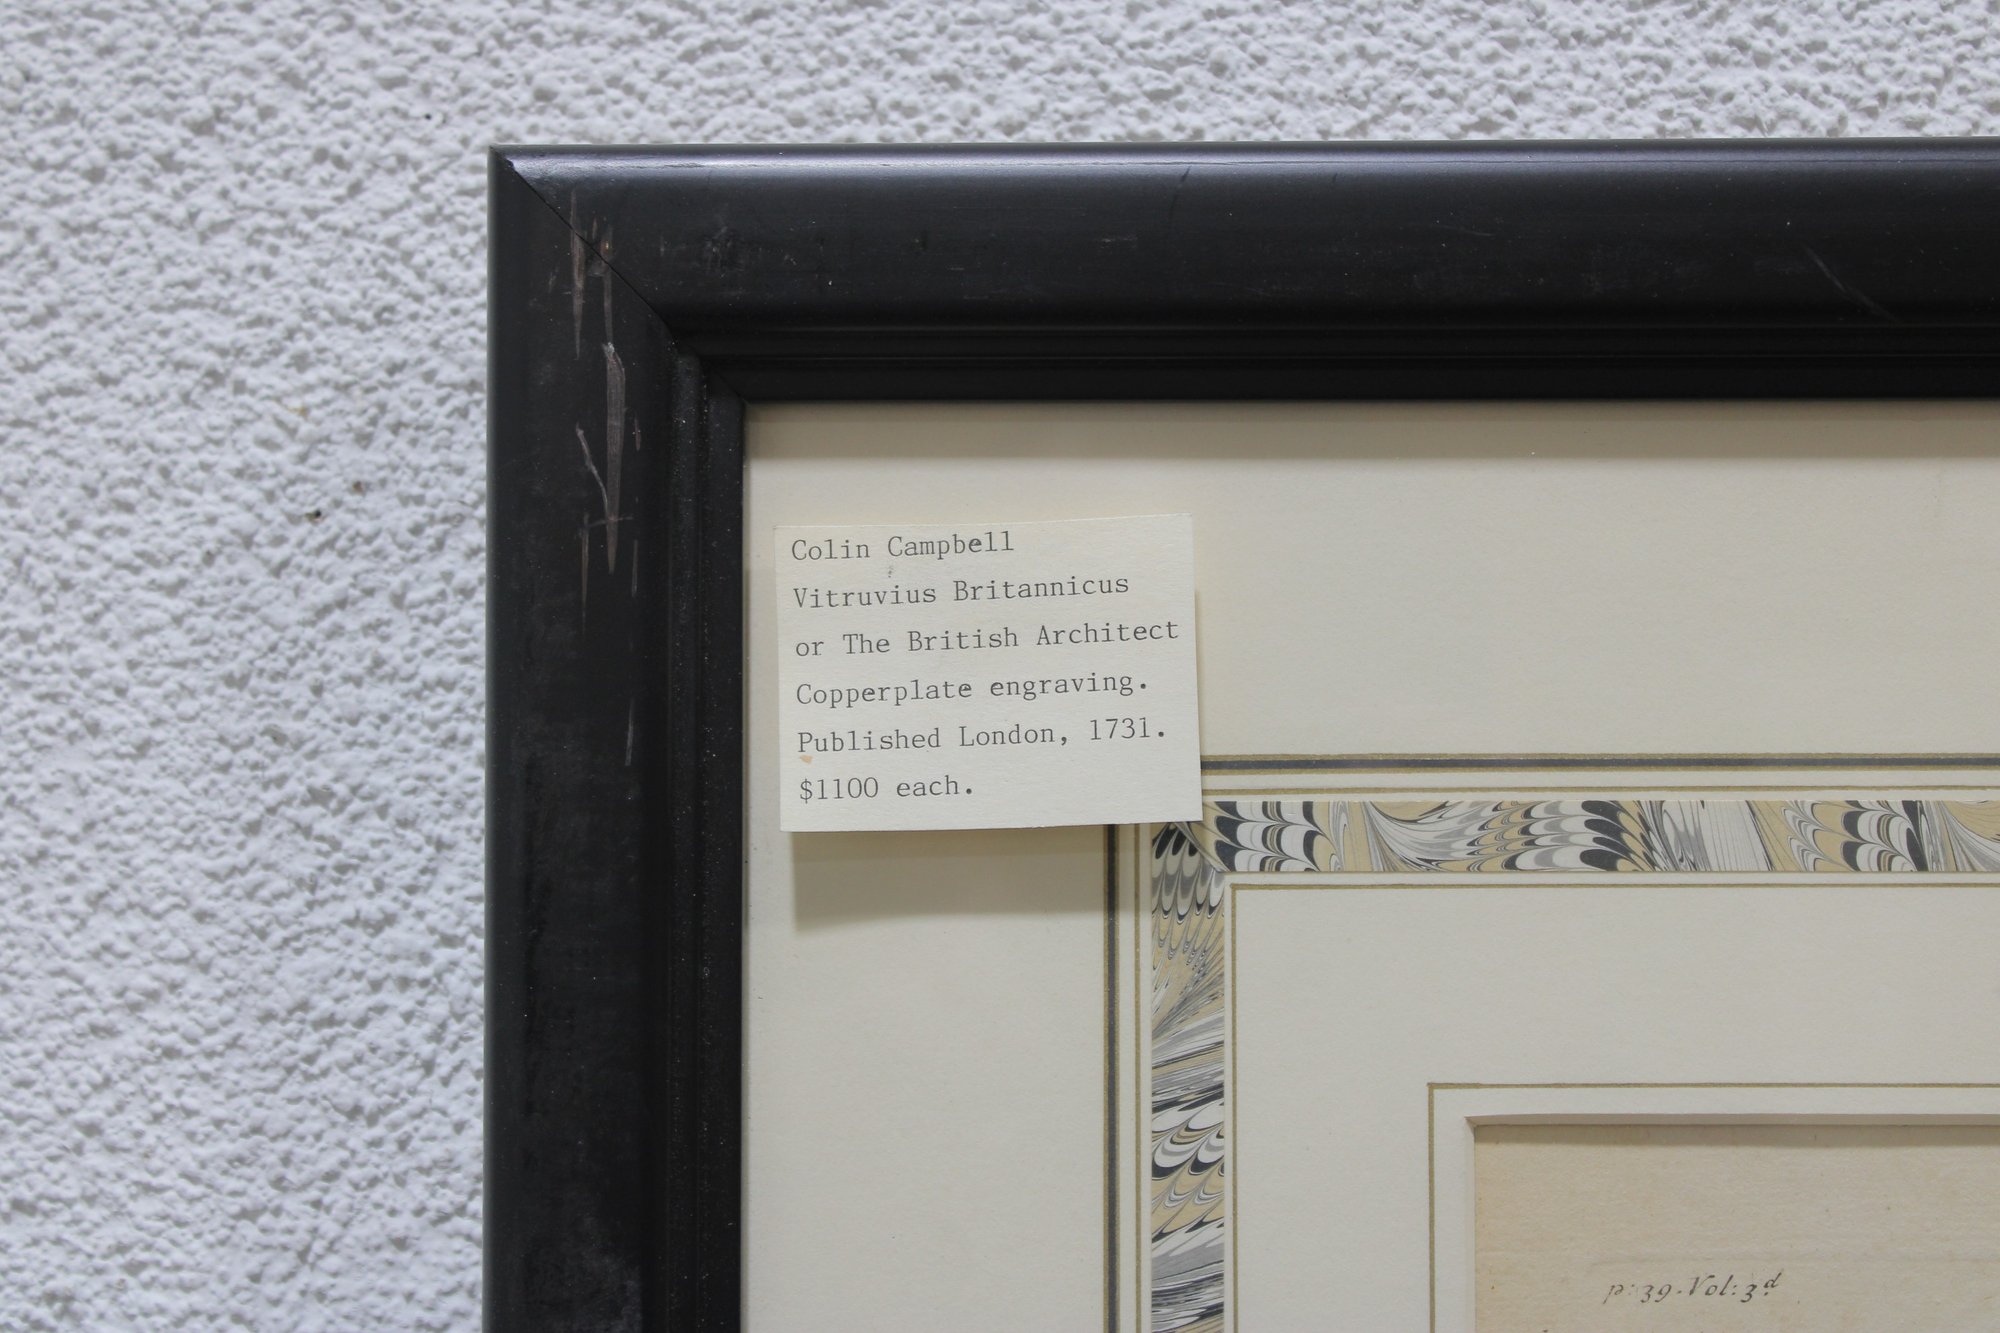 Colin Campbell
Vitruvius Britannicus
or The British Architect
Copperplate engraving.
Published London, 1731.
$1100 each.
p: 39. Vol: 3d.